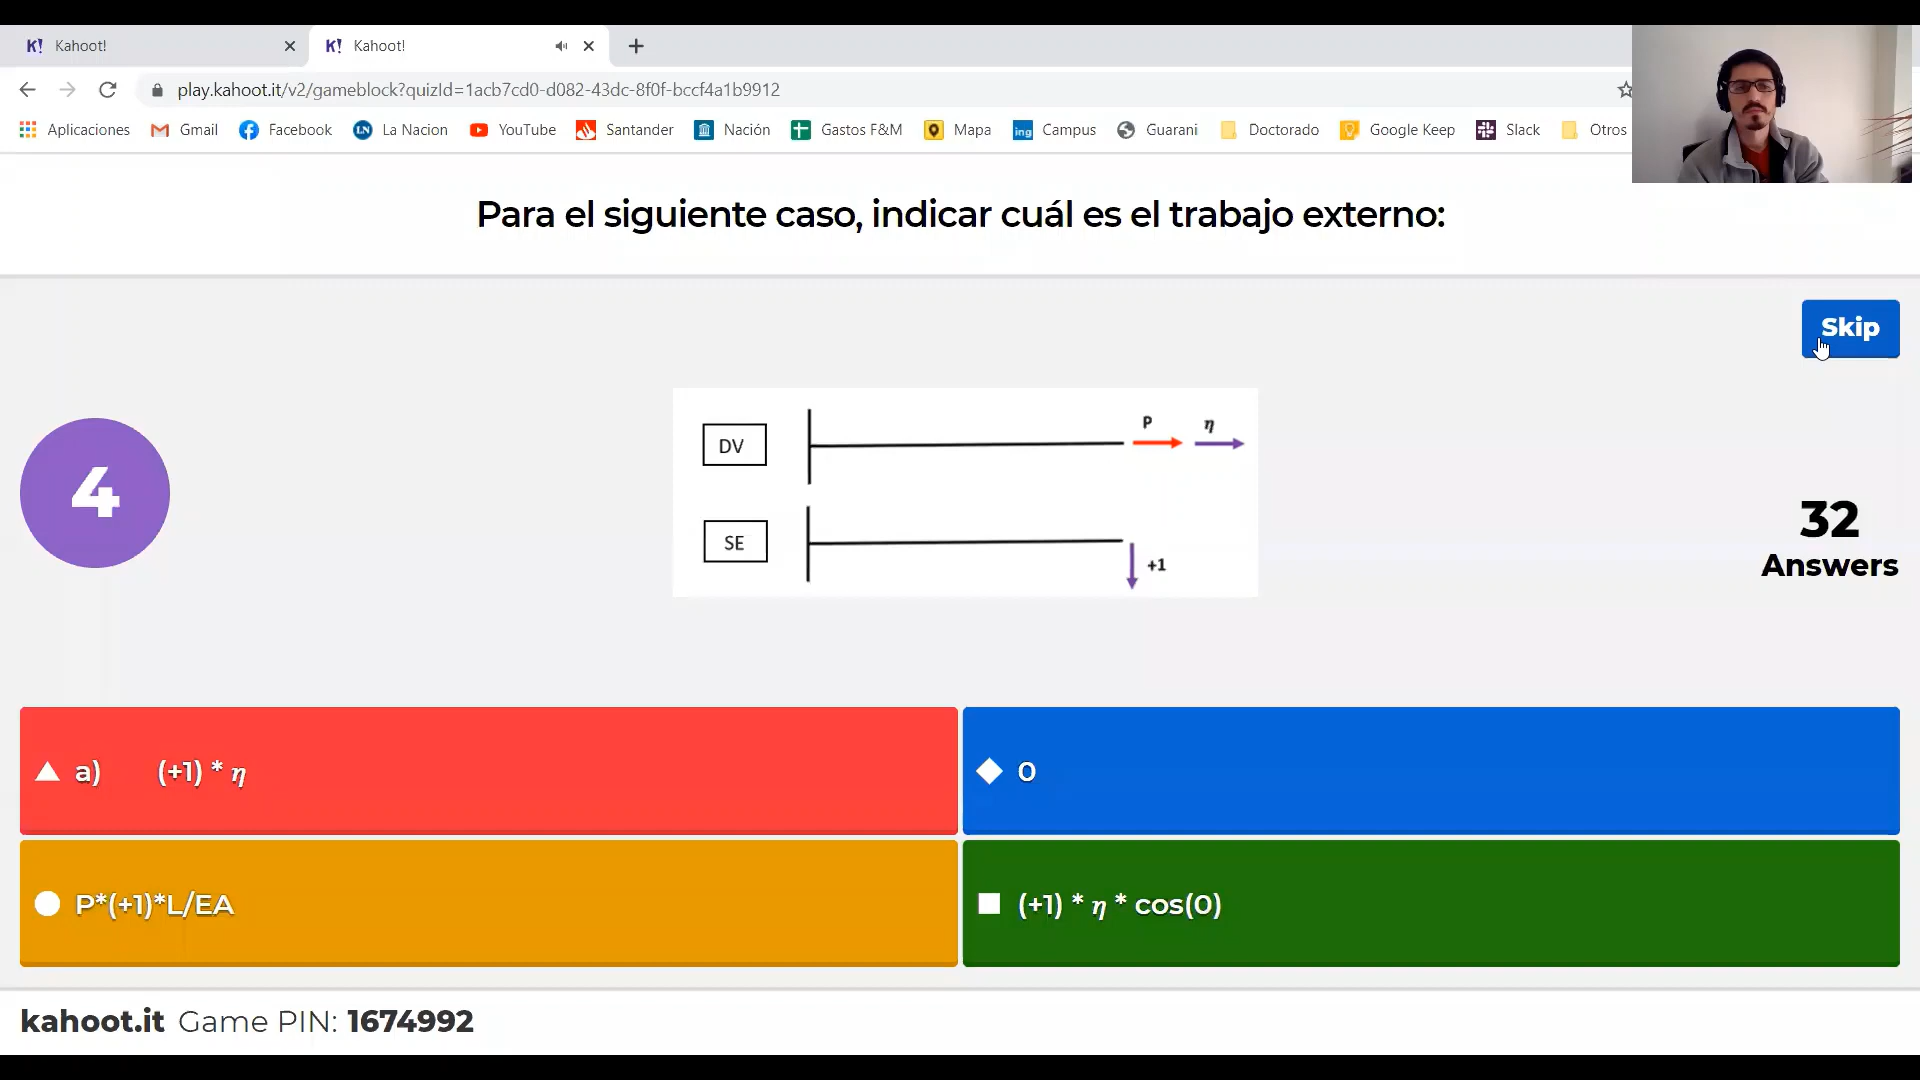 K! Kahoot!
K! Kahoot!
play.kahoot.it/v2/gameblock?quizId=1acb7cd0-d082-43dc-8f0f-bccf4a1b9912
Aplicaciones Gmail Facebook LN La Nacion YouTube Santander Nación Gastos F&M Mapa ing Campus Guarani Doctorado Google Keep Slack Otros
Para el siguiente caso, indicar cuál es el trabajo externo:
Skip
4
DV P η
SE +1
32
Answers
a) (+1) * η
0
P*(+1)*L/EA
(+1) * η * cos(0)
kahoot.it Game PIN: 1674992